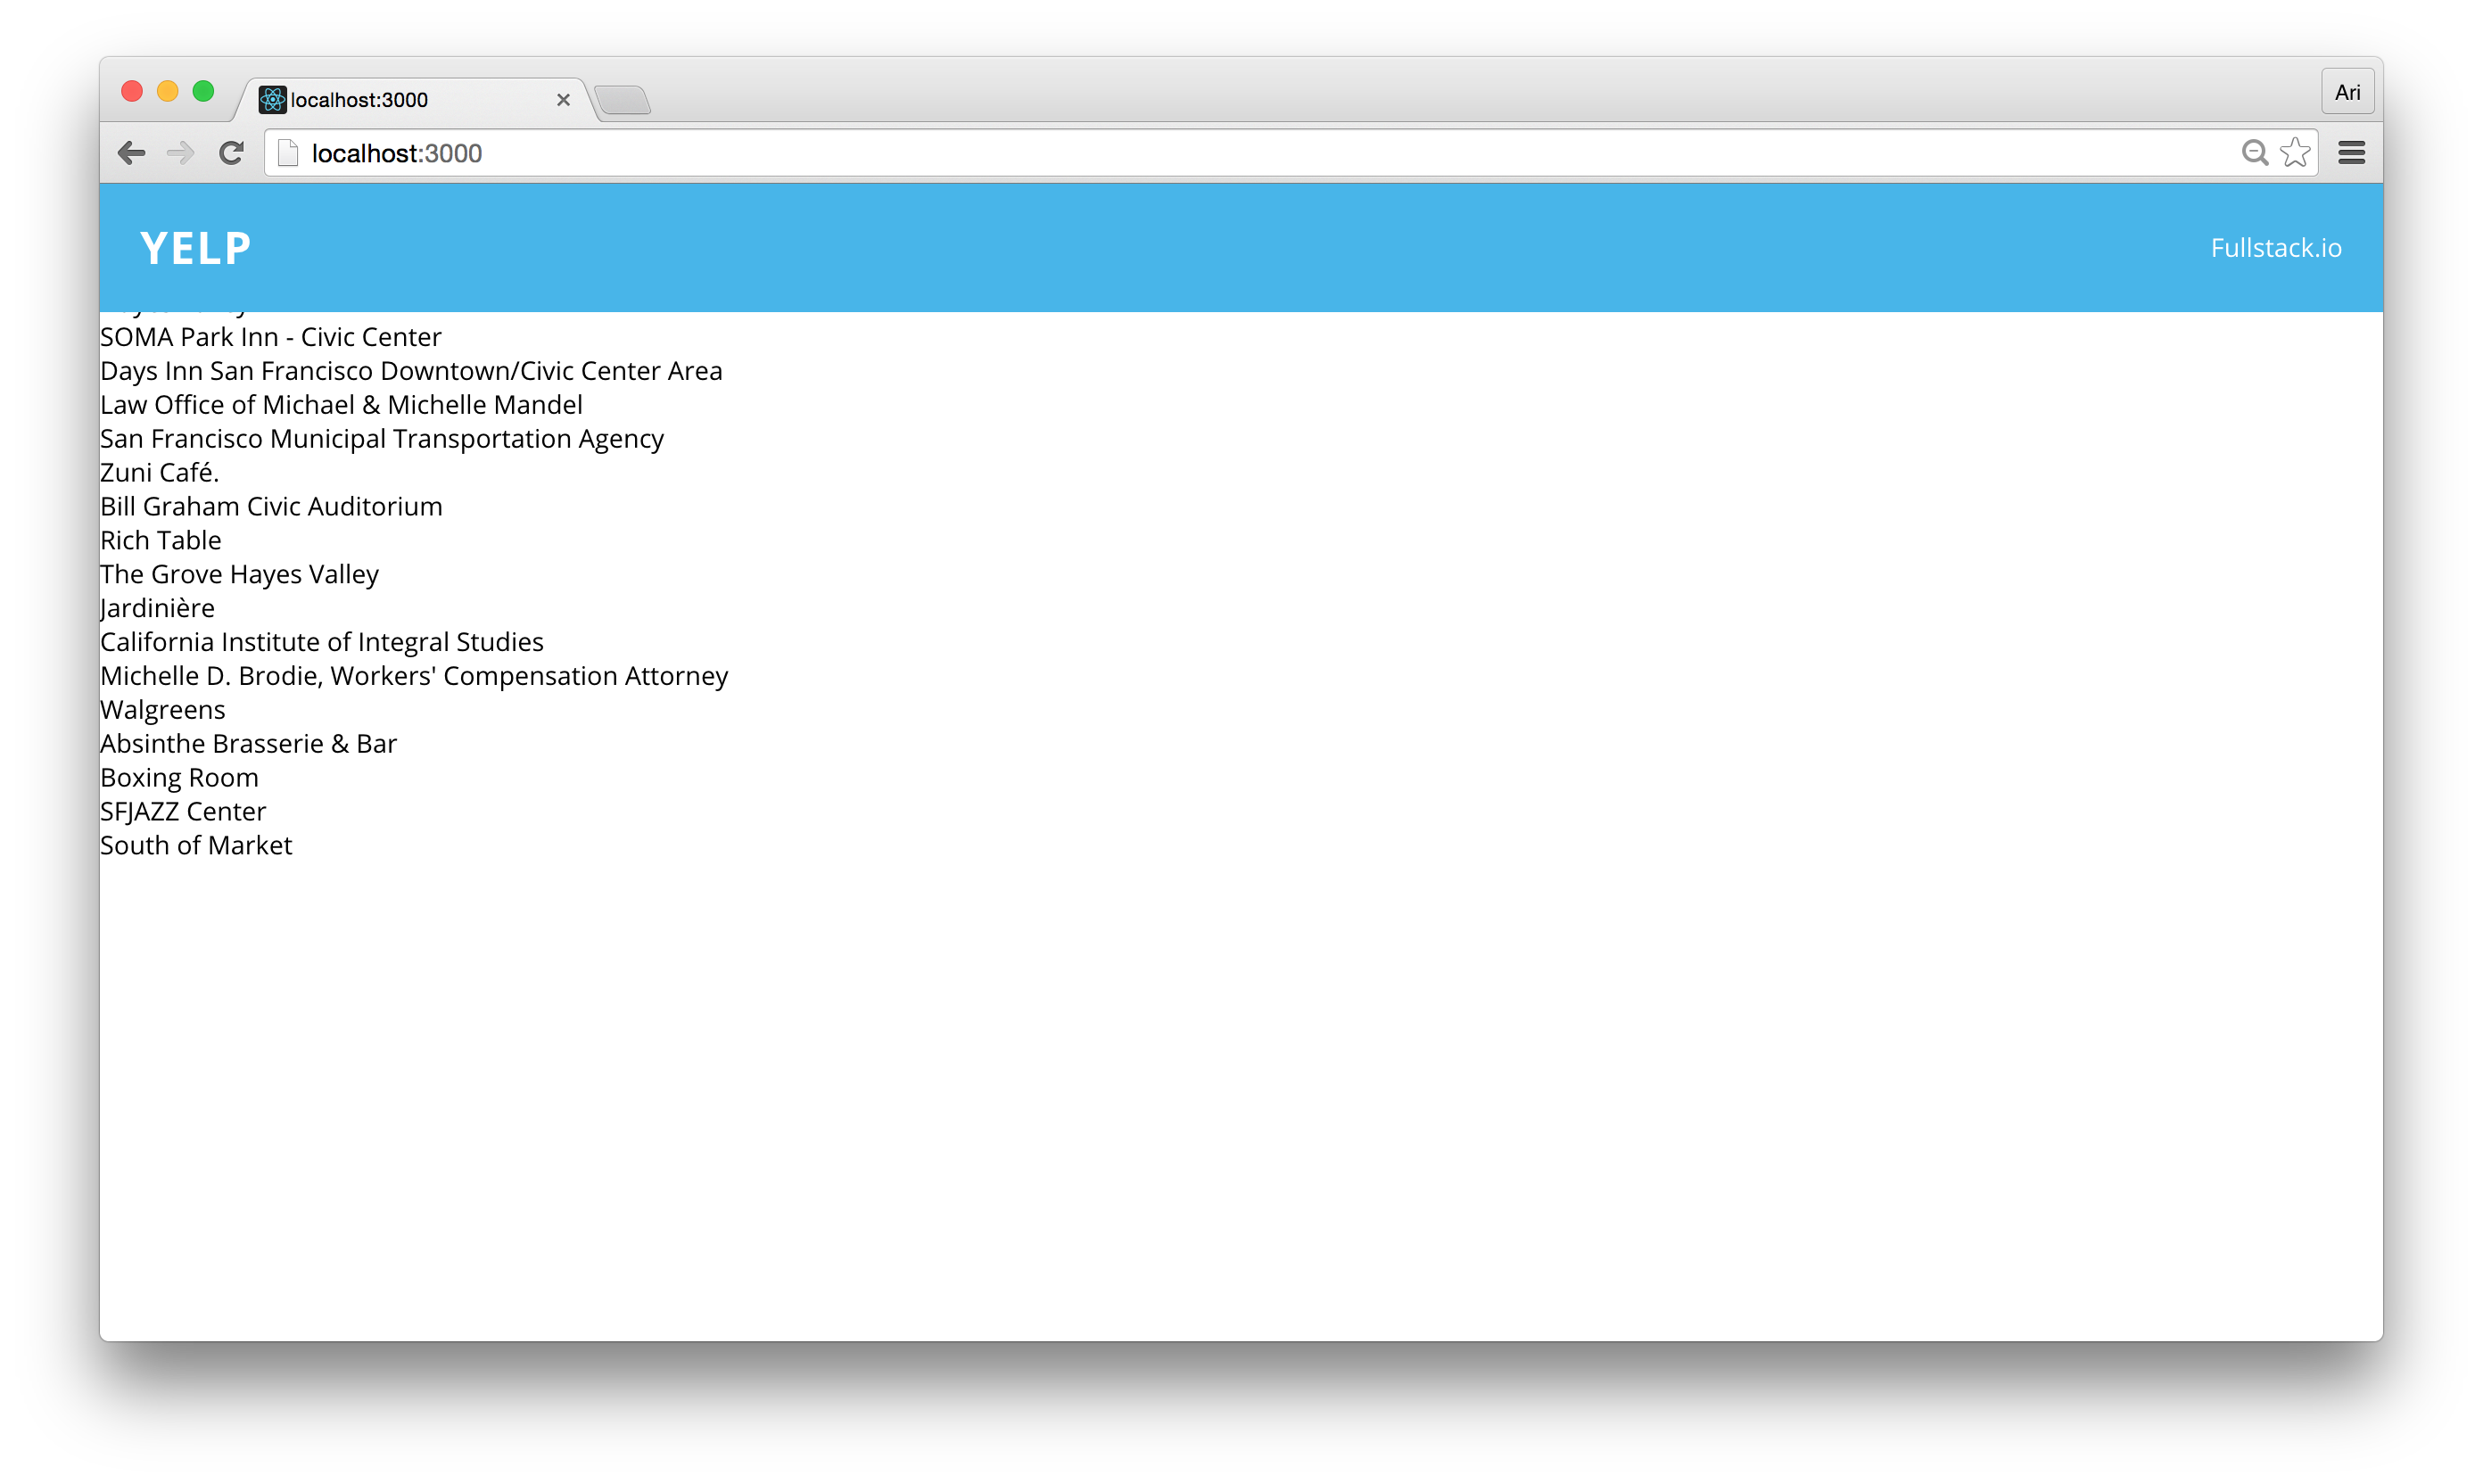 localhost:3000
Ari
localhost:3000
YELP
Fullstack.io
SOMA Park Inn - Civic Center
Days Inn San Francisco Downtown/Civic Center Area
Law Office of Michael & Michelle Mandel
San Francisco Municipal Transportation Agency
Zuni Café.
Bill Graham Civic Auditorium
Rich Table
The Grove Hayes Valley
Jardinière
California Institute of Integral Studies
Michelle D. Brodie, Workers' Compensation Attorney
Walgreens
Absinthe Brasserie & Bar
Boxing Room
SFJAZZ Center
South of Market